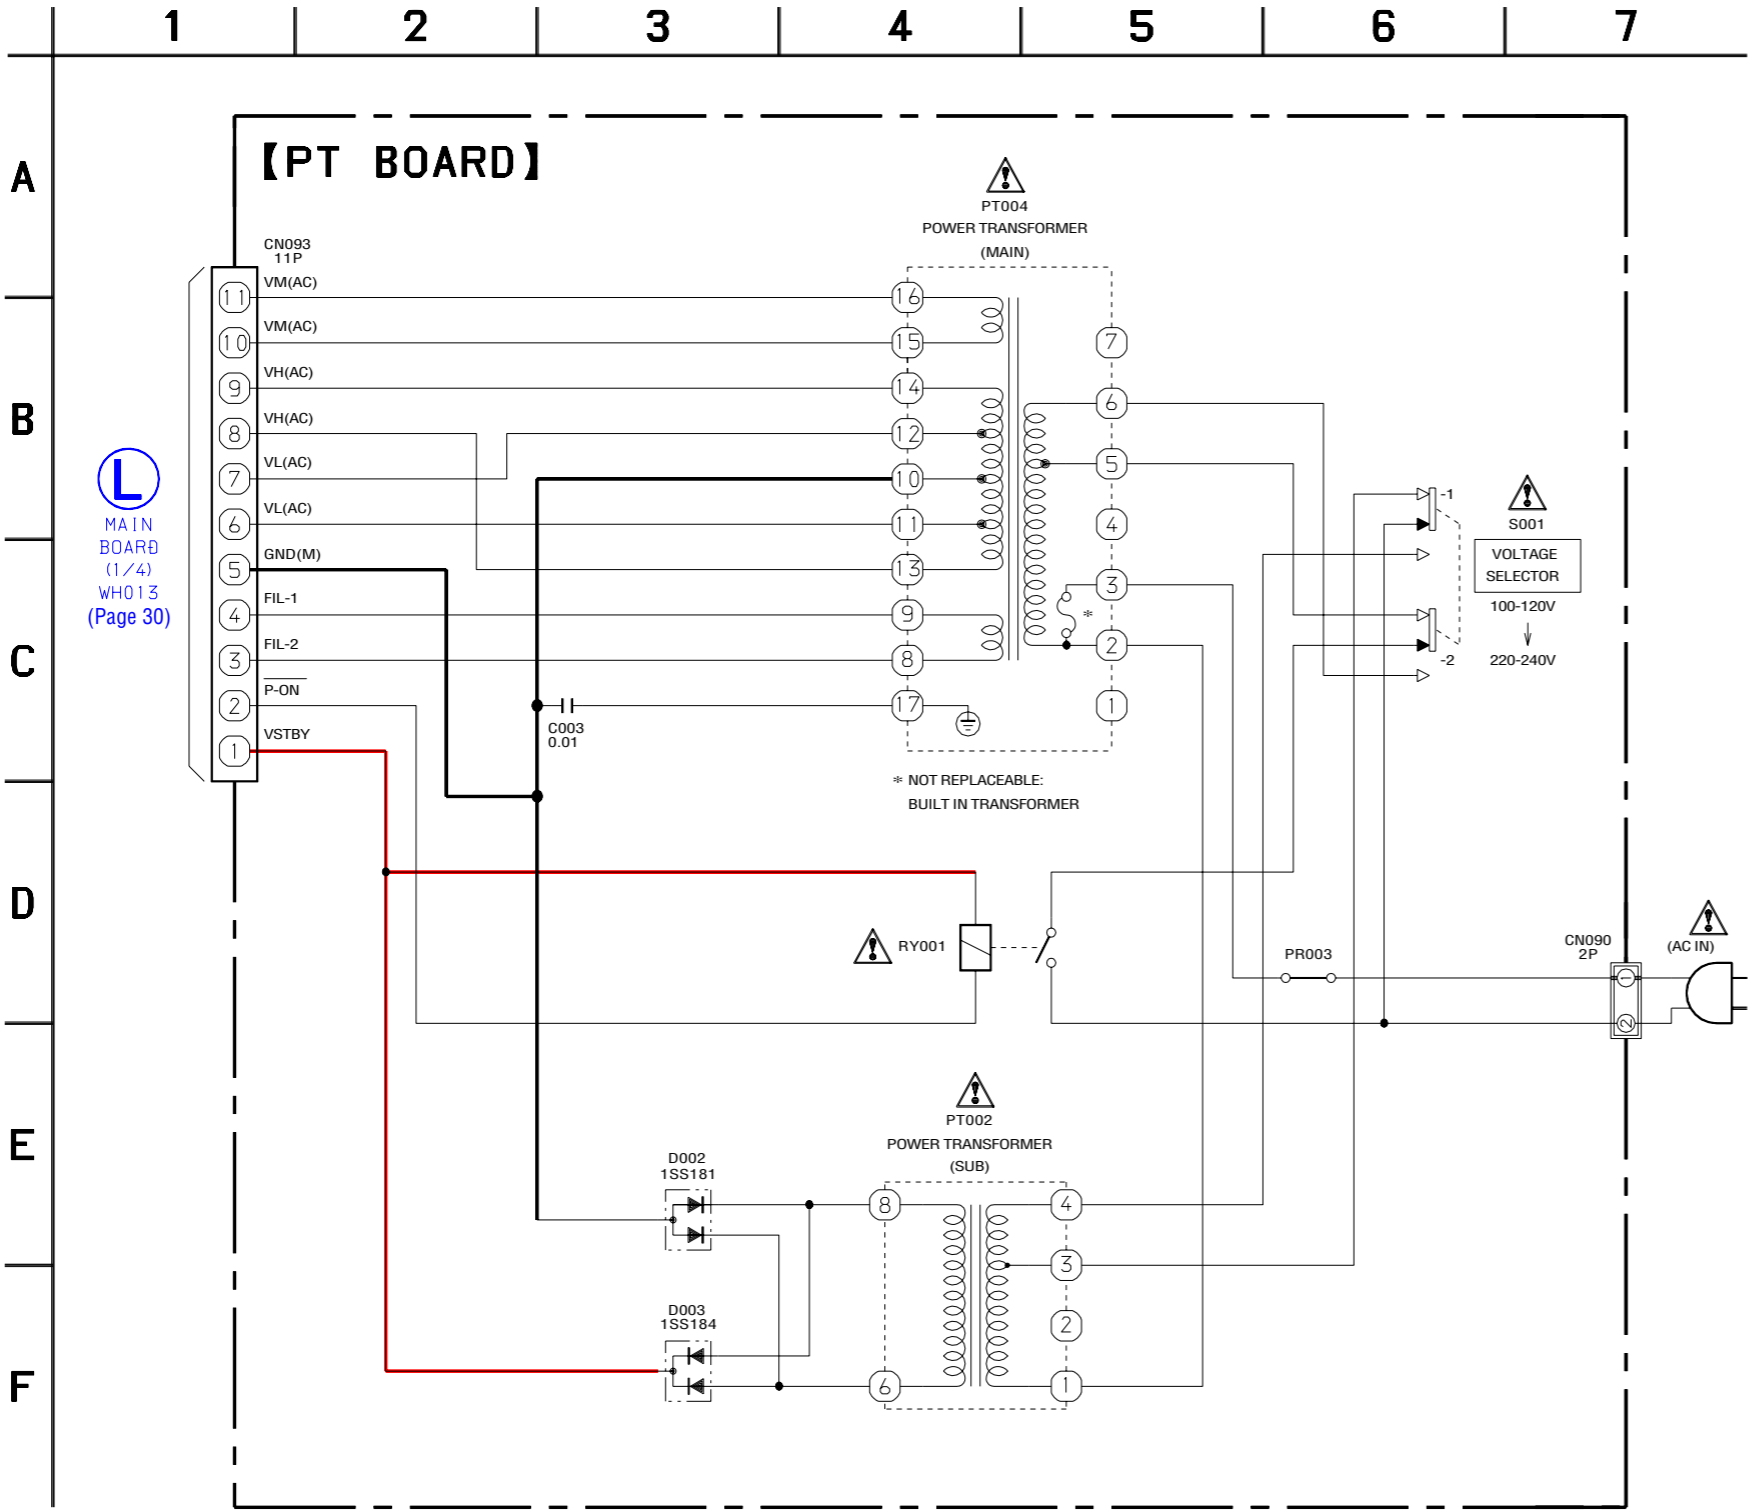 1 2 3 4 5 6 7
A
B
C
D
E
F
【PT BOARD】
CN093
11P
11 VM(AC)
10 VM(AC)
9 VH(AC)
8 VH(AC)
7 VL(AC)
6 VL(AC)
5 GND(M)
4 FIL-1
3 FIL-2
2 P-ON
1 VSTBY
L
MAIN
BOARD
(1/4)
WH013
(Page 30)
PT004
POWER TRANSFORMER
(MAIN)
16
15
14
12
10
11
13
9
8
17
7
6
5
4
3
*
2
1
C003
0.01
* NOT REPLACEABLE:
BUILT IN TRANSFORMER
-1
-2
S001
VOLTAGE
SELECTOR
100-120V
↓
220-240V
RY001
PR003
CN090
2P
1
2
(AC IN)
PT002
POWER TRANSFORMER
(SUB)
8
6
4
3
2
1
D002
1SS181
D003
1SS184